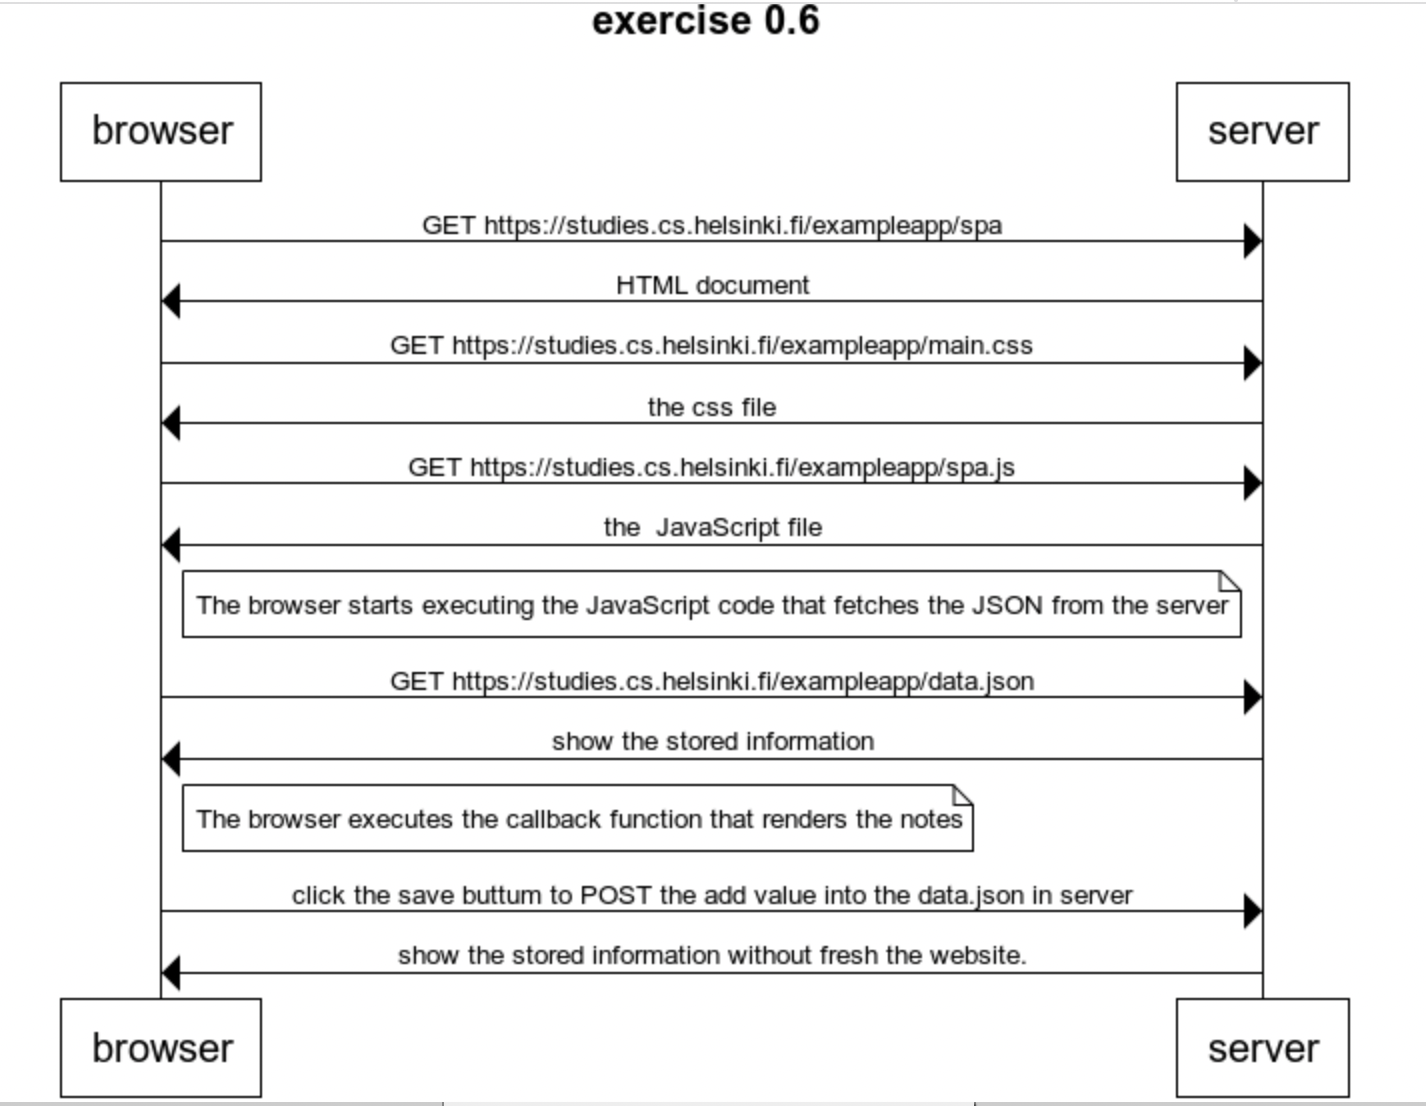 exercise 0.6
browser
server
GET https://studies.cs.helsinki.fi/exampleapp/spa
HTML document
GET https://studies.cs.helsinki.fi/exampleapp/main.css
the css file
GET https://studies.cs.helsinki.fi/exampleapp/spa.js
the  JavaScript file
The browser starts executing the JavaScript code that fetches the JSON from the server
GET https://studies.cs.helsinki.fi/exampleapp/data.json
show the stored information
The browser executes the callback function that renders the notes
click the save buttum to POST the add value into the data.json in server
show the stored information without fresh the website.
browser
server